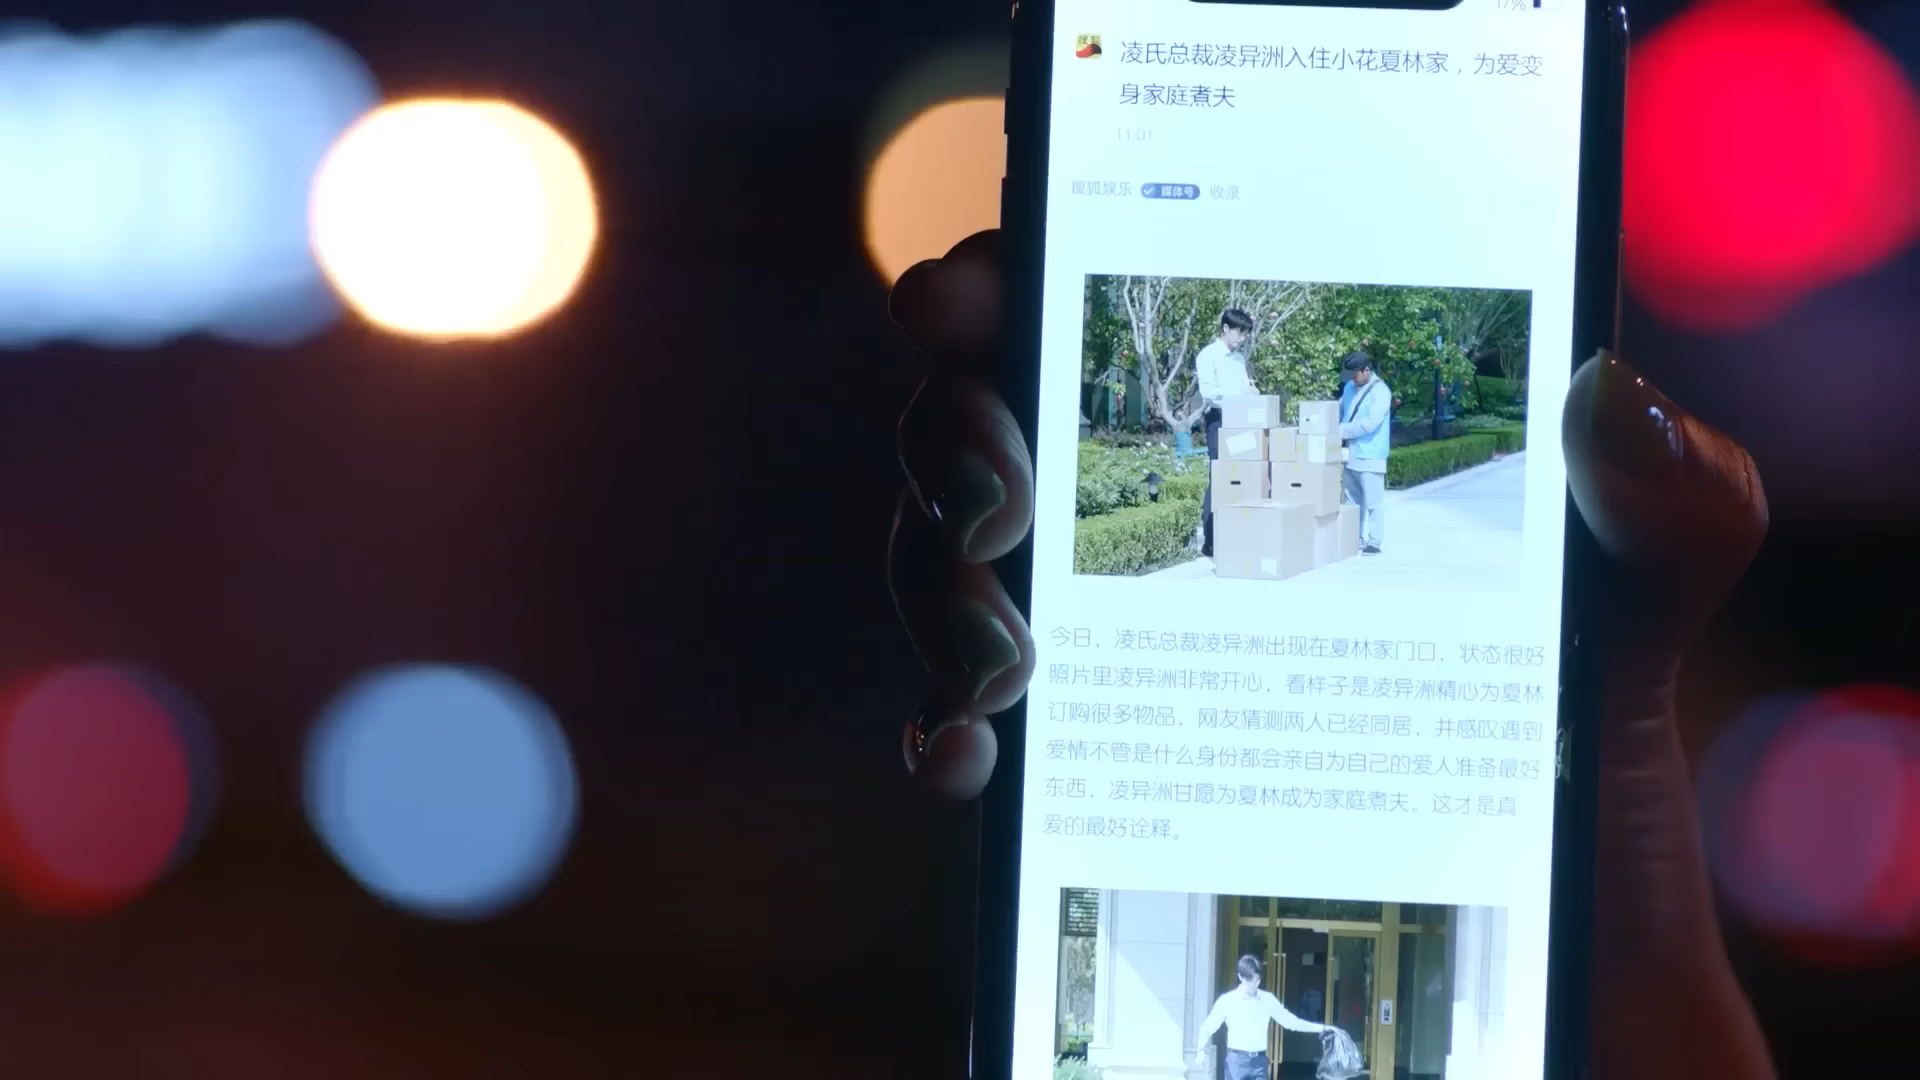 17%
凌氏总裁凌异洲入住小花夏林家，为爱变
身家庭煮夫
11:01
搜狐娱乐 媒体号 收录
今日，凌氏总裁凌异洲出现在夏林家门口，状态很好
照片里凌异洲非常开心，看样子是凌异洲精心为夏林
订购很多物品，网友猜测两人已经同居，并感叹遇到
爱情不管是什么身份都会亲自为自己的爱人准备最好
东西，凌异洲甘愿为夏林成为家庭煮夫。这才是真
爱的最好诠释。